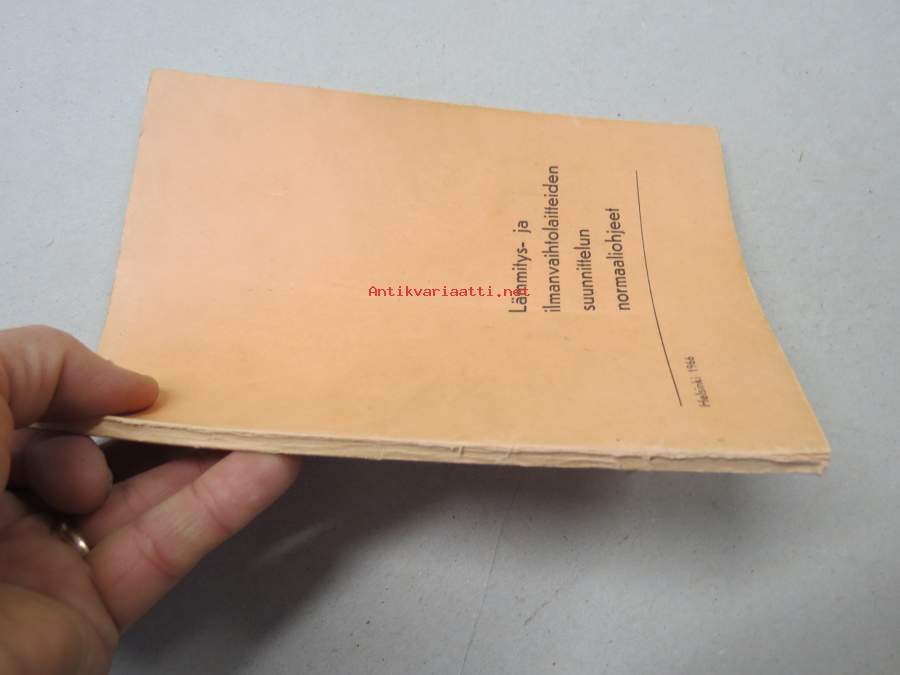 Lämmitys- ja
ilmanvaihtolaitteiden
suunnittelun
normaaliohjeet
Helsinki 1966
Antikvariaatti.net